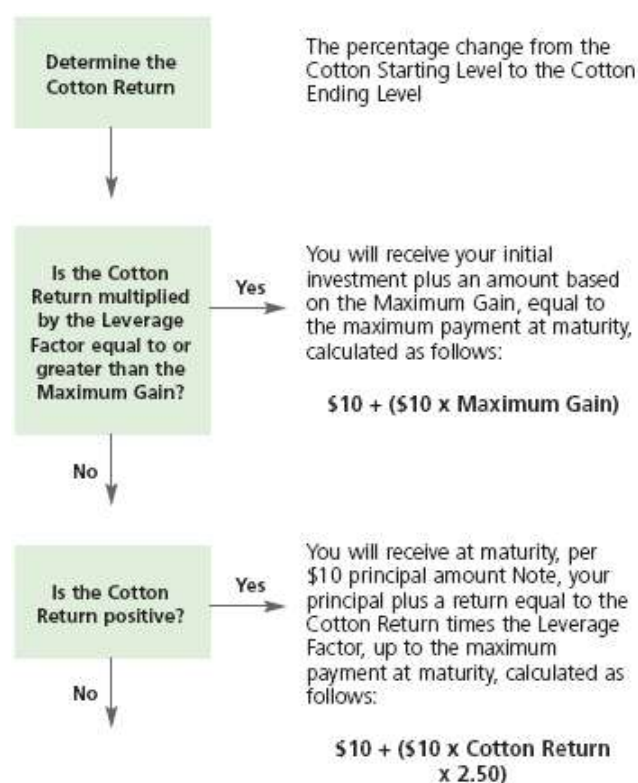 Determine the
Cotton Return
The percentage change from the
Cotton Starting Level to the Cotton
Ending Level
Is the Cotton
Return multiplied
by the Leverage
Factor equal to or
greater than the
Maximum Gain?
Yes
You will receive your initial
investment plus an amount based
on the Maximum Gain, equal to
the maximum payment at maturity,
calculated as follows:
$10 + ($10 x Maximum Gain)
No
Is the Cotton
Return positive?
Yes
You will receive at maturity, per
$10 principal amount Note, your
principal plus a return equal to the
Cotton Return times the Leverage
Factor, up to the maximum
payment at maturity, calculated as
follows:
$10 + ($10 x Cotton Return
x 2.50)
No